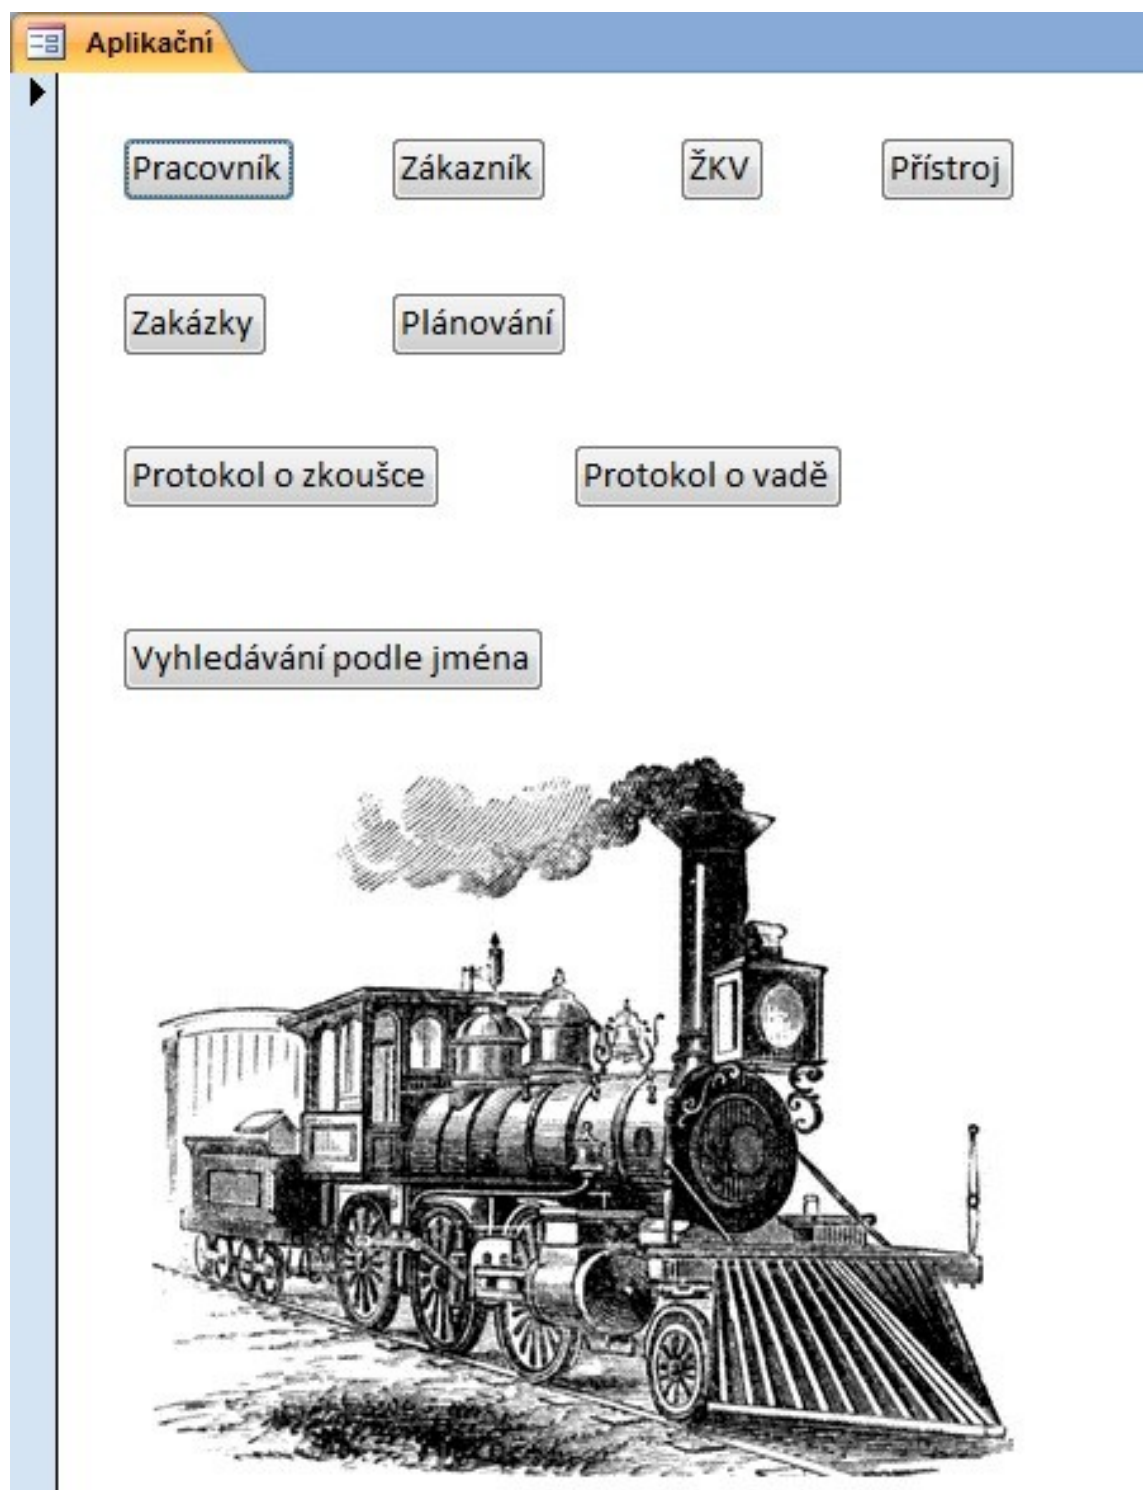 Aplikační
Pracovník Zákazník ŽKV Přístroj
Zakázky Plánování
Protokol o zkoušce Protokol o vadě
Vyhledávání podle jména